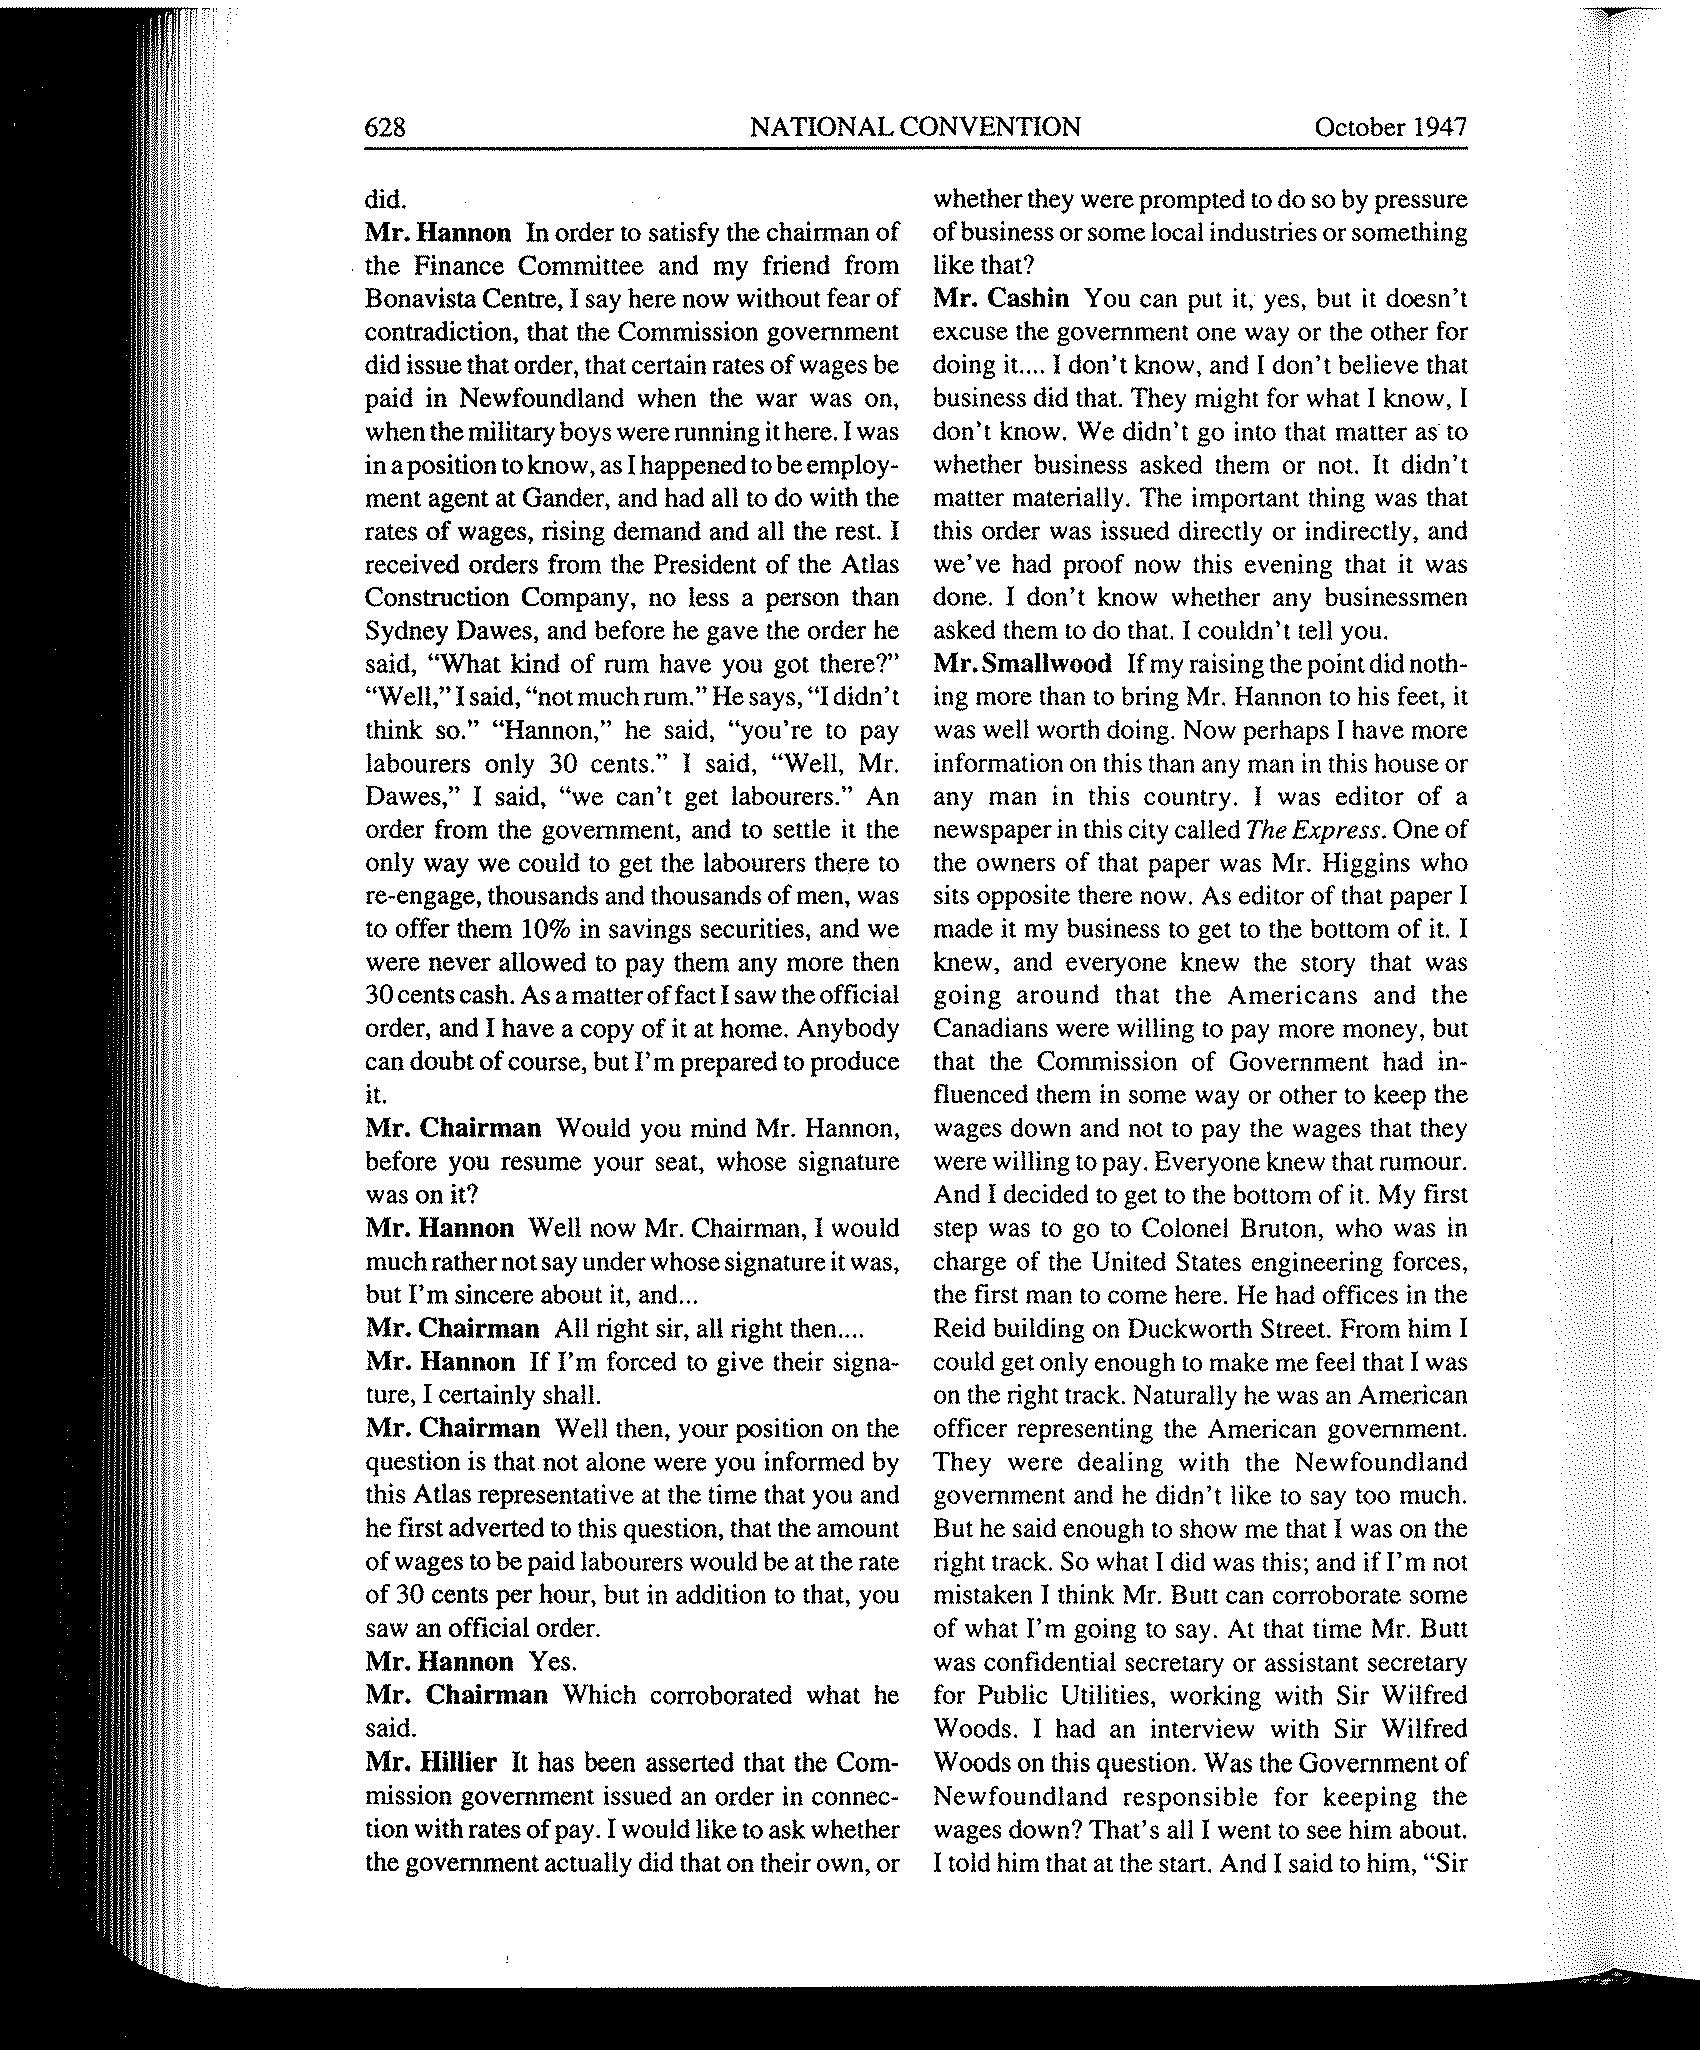 628 NATIONAL CONVENTION October 1947
did.
Mr. Hannon In order to satisfy the chairman of
the Finance Committee and my friend from
Bonavista Centre, I say here now without fear of
contradiction, that the Commission government
did issue that order, that certain rates of wages be
paid in Newfoundland when the war was on,
when the military boys were running it here. I was
in a position to know, as I happened to be employ-
ment agent at Gander, and had all to do with the
rates of wages, rising demand and all the rest. I
received orders from the President of the Atlas
Construction Company, no less a person than
Sydney Dawes, and before he gave the order he
said, “What kind of rum have you got there?”
“Well,” I said, “not much rum.” He says, “I didn’t
think so.” “Hannon,” he said, “you’re to pay
labourers only 30 cents.” I said, “Well, Mr.
Dawes,” I said, “we can’t get labourers.” An
order from the government, and to settle it the
only way we could to get the labourers there to
re-engage, thousands and thousands of men, was
to offer them 10% in savings securities, and we
were never allowed to pay them any more then
30 cents cash. As a matter of fact I saw the official
order, and I have a copy of it at home. Anybody
can doubt of course, but I’m prepared to produce
it.
Mr. Chairman Would you mind Mr. Hannon,
before you resume your seat, whose signature
was on it?
Mr. Hannon Well now Mr. Chairman, I would
much rather not say under whose signature it was,
but I’m sincere about it, and...
Mr. Chairman All right sir, all right then....
Mr. Hannon If I’m forced to give their signa-
ture, I certainly shall.
Mr. Chairman Well then, your position on the
question is that not alone were you informed by
this Atlas representative at the time that you and
he first adverted to this question, that the amount
of wages to be paid labourers would be at the rate
of 30 cents per hour, but in addition to that, you
saw an official order.
Mr. Hannon Yes.
Mr. Chairman Which corroborated what he
said.
Mr. Hillier It has been asserted that the Com-
mission government issued an order in connec-
tion with rates of pay. I would like to ask whether
the government actually did that on their own, or
whether they were prompted to do so by pressure
of business or some local industries or something
like that?
Mr. Cashin You can put it, yes, but it doesn’t
excuse the government one way or the other for
doing it.... I don’t know, and I don’t believe that
business did that. They might for what I know, I
don’t know. We didn’t go into that matter as to
whether business asked them or not. It didn’t
matter materially. The important thing was that
this order was issued directly or indirectly, and
we’ve had proof now this evening that it was
done. I don’t know whether any businessmen
asked them to do that. I couldn’t tell you.
Mr. Smallwood If my raising the point did noth-
ing more than to bring Mr. Hannon to his feet, it
was well worth doing. Now perhaps I have more
information on this than any man in this house or
any man in this country. I was editor of a
newspaper in this city called The Express. One of
the owners of that paper was Mr. Higgins who
sits opposite there now. As editor of that paper I
made it my business to get to the bottom of it. I
knew, and everyone knew the story that was
going around that the Americans and the
Canadians were willing to pay more money, but
that the Commission of Government had in-
fluenced them in some way or other to keep the
wages down and not to pay the wages that they
were willing to pay. Everyone knew that rumour.
And I decided to get to the bottom of it. My first
step was to go to Colonel Bruton, who was in
charge of the United States engineering forces,
the first man to come here. He had offices in the
Reid building on Duckworth Street. From him I
could get only enough to make me feel that I was
on the right track. Naturally he was an American
officer representing the American government.
They were dealing with the Newfoundland
government and he didn’t like to say too much.
But he said enough to show me that I was on the
right track. So what I did was this; and if I’m not
mistaken I think Mr. Butt can corroborate some
of what I’m going to say. At that time Mr. Butt
was confidential secretary or assistant secretary
for Public Utilities, working with Sir Wilfred
Woods. I had an interview with Sir Wilfred
Woods on this question. Was the Government of
Newfoundland responsible for keeping the
wages down? That’s all I went to see him about.
I told him that at the start. And I said to him, “Sir